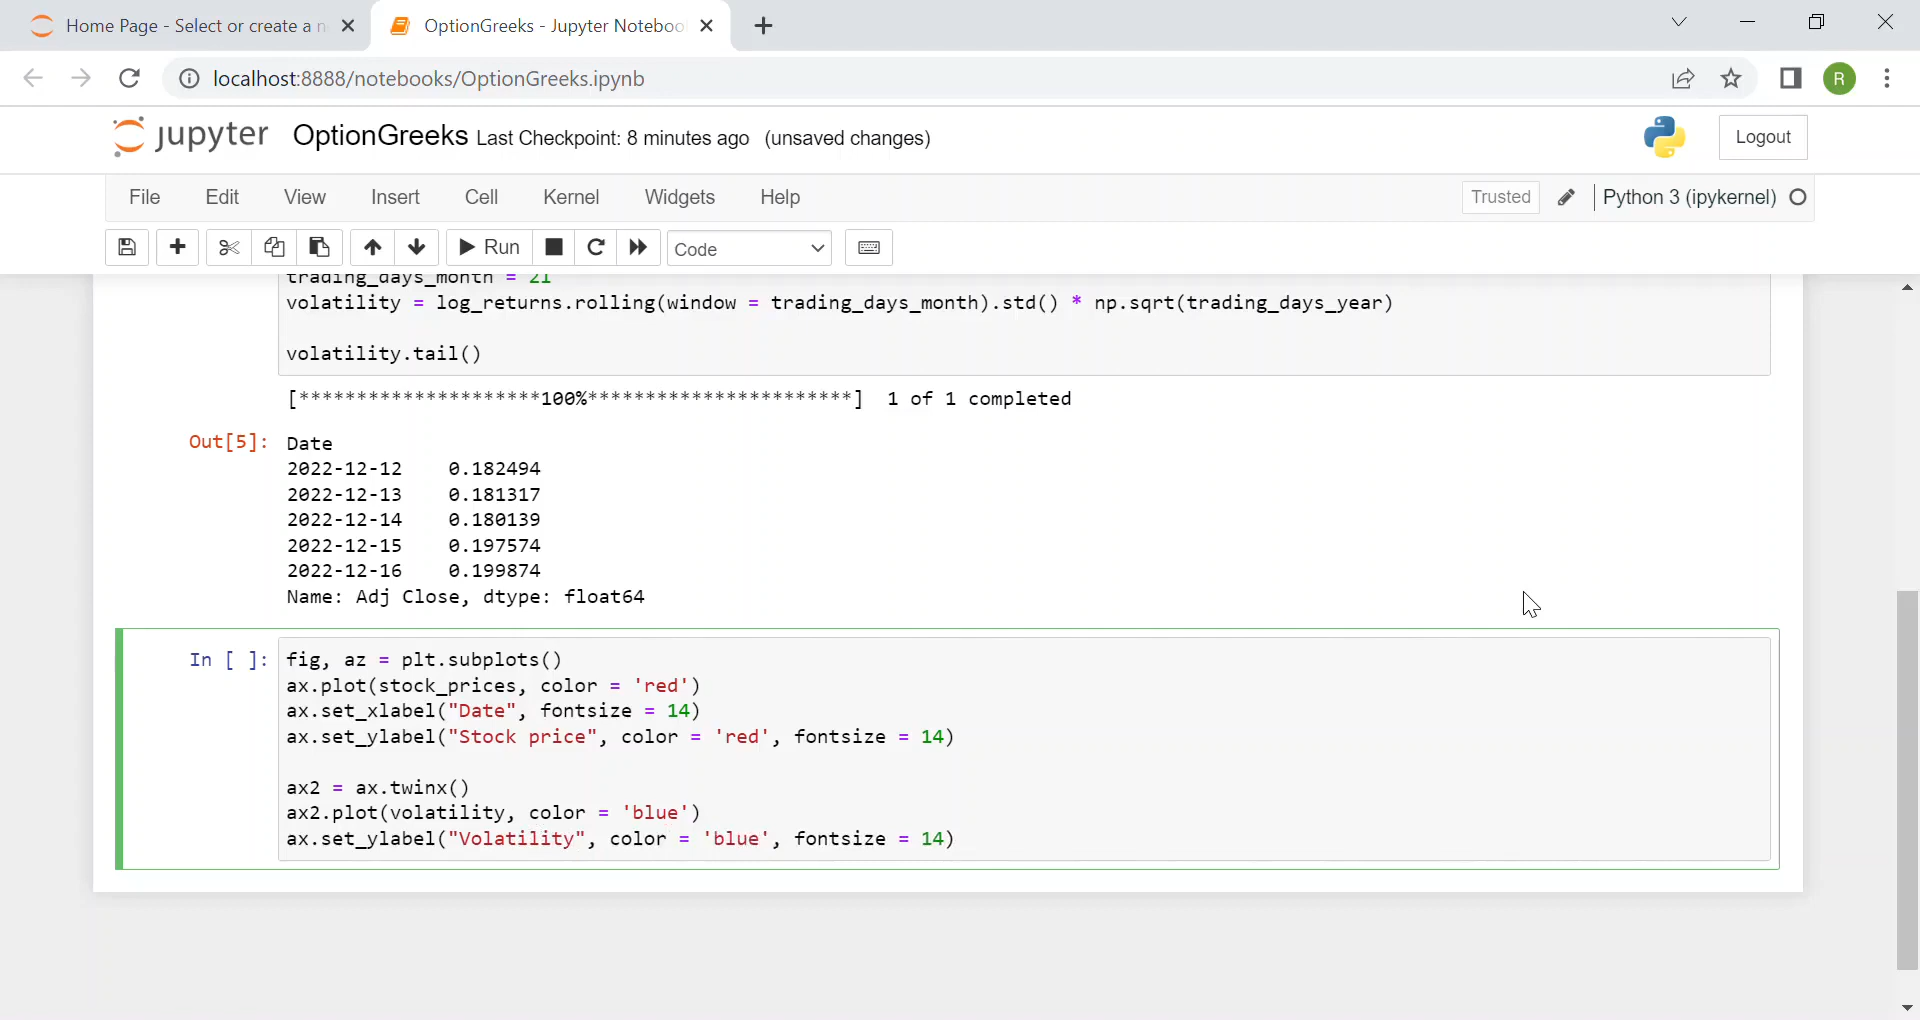 Home Page - Select or create a n
OptionGreeks - Jupyter Noteboo
localhost:8888/notebooks/OptionGreeks.ipynb
R
jupyter OptionGreeks Last Checkpoint: 8 minutes ago (unsaved changes)
Logout
File Edit View Insert Cell Kernel Widgets Help
Trusted
Python 3 (ipykernel)
Run
Code
trading_days_month = 21
volatility = log_returns.rolling(window = trading_days_month).std() * np.sqrt(trading_days_year)
volatility.tail()
[*********************100%***********************] 1 of 1 completed
Out[5]: Date
2022-12-12 0.182494
2022-12-13 0.181317
2022-12-14 0.180139
2022-12-15 0.197574
2022-12-16 0.199874
Name: Adj Close, dtype: float64
In [ ]: fig, az = plt.subplots()
ax.plot(stock_prices, color = 'red')
ax.set_xlabel("Date", fontsize = 14)
ax.set_ylabel("Stock price", color = 'red', fontsize = 14)
ax2 = ax.twinx()
ax2.plot(volatility, color = 'blue')
ax.set_ylabel("Volatility", color = 'blue', fontsize = 14)